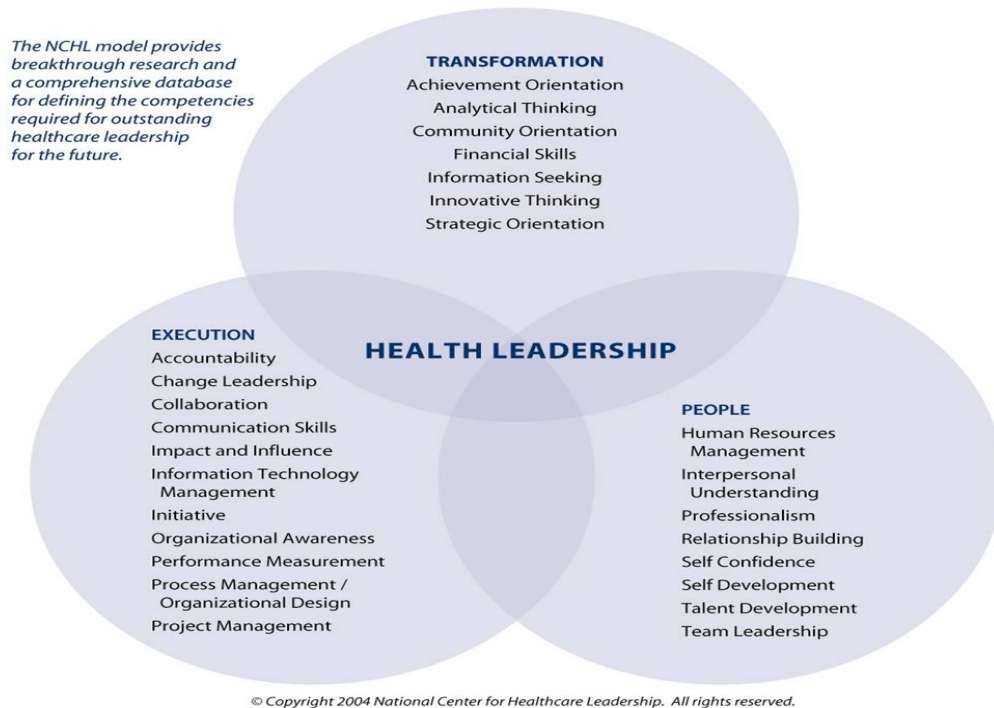 The NCHL model provides
breakthrough research and
a comprehensive database
for defining the competencies
required for outstanding
healthcare leadership
for the future.
TRANSFORMATION
Achievement Orientation
Analytical Thinking
Community Orientation
Financial Skills
Information Seeking
Innovative Thinking
Strategic Orientation
HEALTH LEADERSHIP
EXECUTION
Accountability
Change Leadership
Collaboration
Communication Skills
Impact and Influence
Information Technology
Management
Initiative
Organizational Awareness
Performance Measurement
Process Management /
Organizational Design
Project Management
PEOPLE
Human Resources
Management
Interpersonal
Understanding
Professionalism
Relationship Building
Self Confidence
Self Development
Talent Development
Team Leadership
© Copyright 2004 National Center for Healthcare Leadership. All rights reserved.